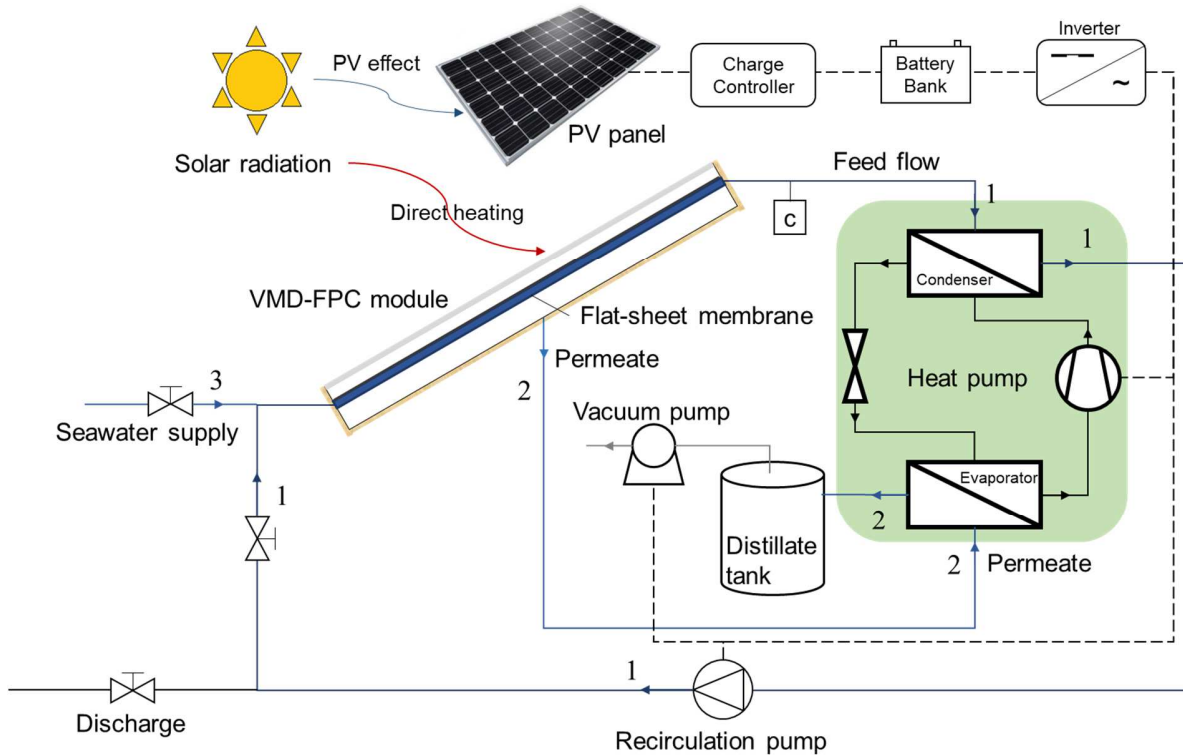 Inverter
PV effect
Charge
Controller
Battery
Bank
~
PV panel
Solar radiation
Feed flow
Direct heating
c
1
1
Condenser
VMD-FPC module
Flat-sheet membrane
Permeate
2
Heat pump
3
Seawater supply
Vacuum pump
1
Evaporator
2
Distillate
tank
2
Permeate
1
Discharge
Recirculation pump